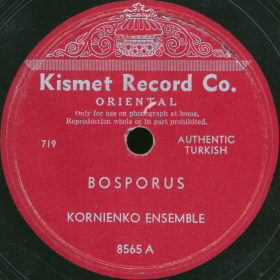 Kismet Record Co.
ORIENTAL
Only for use on phonograph at home.
Reproduction whole or in part prohibited.
719
AUTHENTIC
TURKISH
BOSPORUS
KORNIENKO ENSEMBLE
8565 A